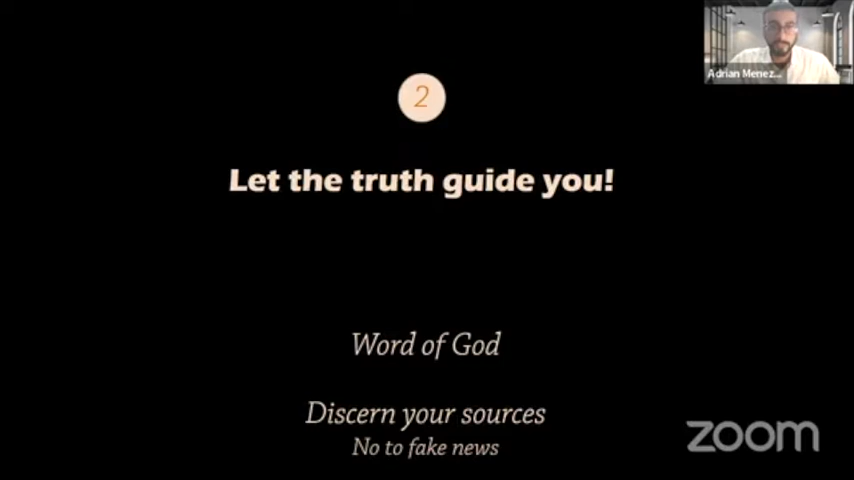 Adrian Menez...
2
Let the truth guide you!
Word of God
Discern your sources
No to fake news
zoom